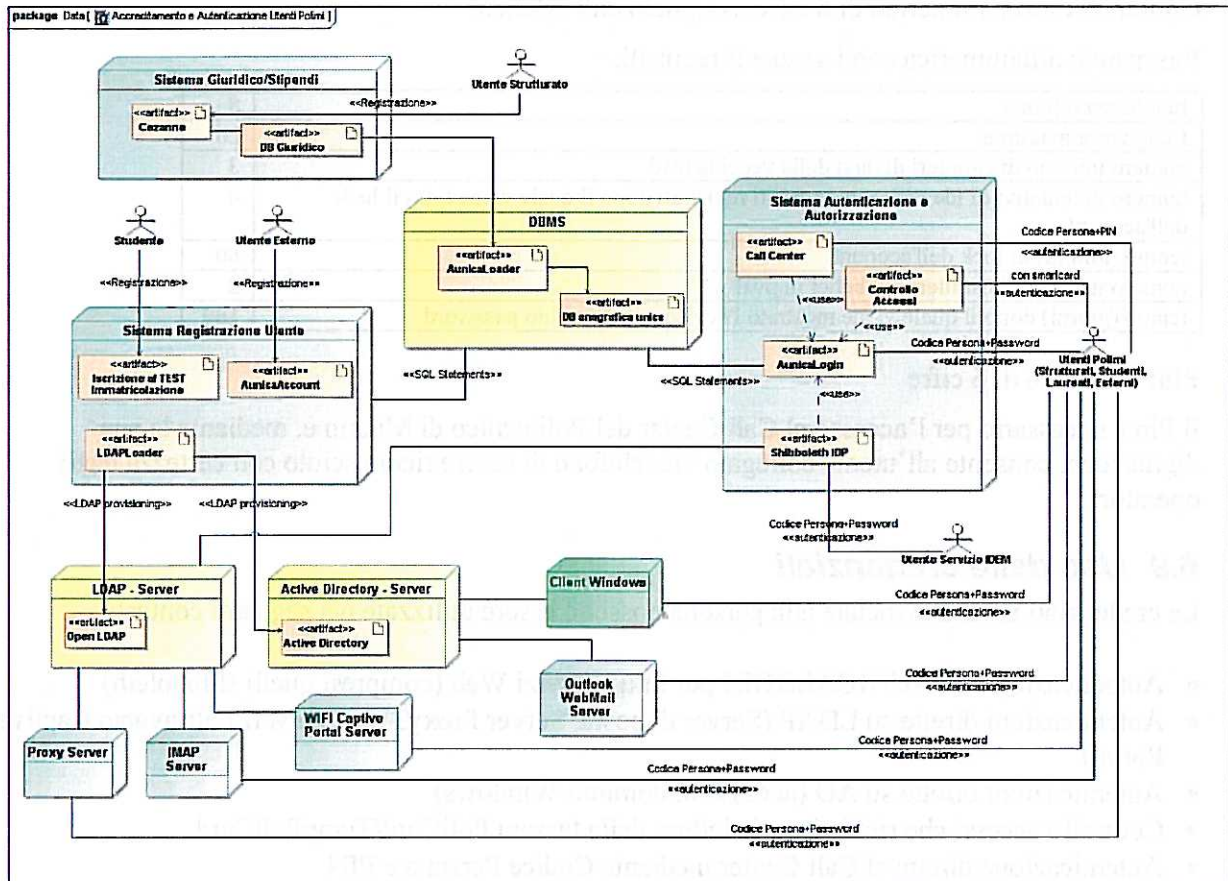 package Data [ Accreditamento e Autenticazione Utenti Polimi ]
Sistema Giuridico/Stipendi
<<artifact>>
Cezanne
<<artifact>>
DB Giuridico
<<Registrazione>>
Utente Strutturato
Studente
Utente Esterno
<<Registrazione>>
<<Registrazione>>
DBMS
<<artifact>>
AunicaLoader
<<artifact>>
DB anagrafica unica
Sistema Autenticazione e
Autorizzazione
<<artifact>>
Call Center
<<artifact>>
Controllo
Accessi
<<use>>
<<use>>
<<artifact>>
AunicaLogin
<<use>>
<<artifact>>
Shibboleth IDP
Codice Persona+PIN
<<autenticazione>>
con smartcard
<<autenticazione>>
Codice Persona+Password
<<autenticazione>>
Utenti Polimi
(Strutturati, Studenti,
Laureati, Esterni)
Sistema Registrazione Utente
<<artifact>>
Iscrizione al TEST
Immatricolazione
<<artifact>>
AunicaAccount
<<artifact>>
LDAPLoader
<<SQL Statements>>
<<SQL Statements>>
<<LDAP provisioning>>
<<LDAP provisioning>>
Codice Persona+Password
<<autenticazione>>
Utente Servizio IDEM
LDAP - Server
<<artifact>>
Open LDAP
Active Directory - Server
<<artifact>>
Active Directory
Client Windows
Codice Persona+Password
<<autenticazione>>
Outlook
WebMail
Server
Codice Persona+Password
<<autenticazione>>
WIFI Captive
Portal Server
Codice Persona+Password
<<autenticazione>>
Proxy Server
IMAP
Server
Codice Persona+Password
<<autenticazione>>
Codice Persona+Password
<<autenticazione>>